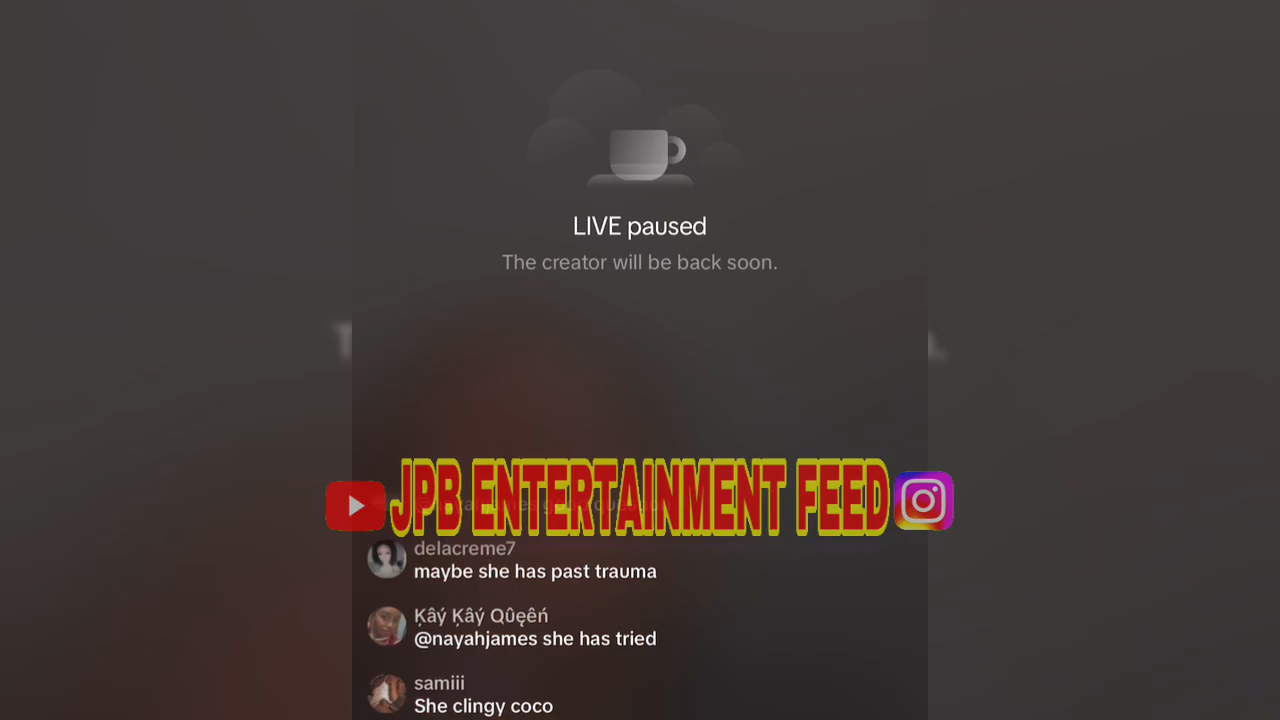 LIVE paused
The creator will be back soon.
JPB ENTERTAINMENT FEED
delacreme7
maybe she has past trauma
Ķâý Ķâý Qûęêń
@nayahjames she has tried
samiii
She clingy coco